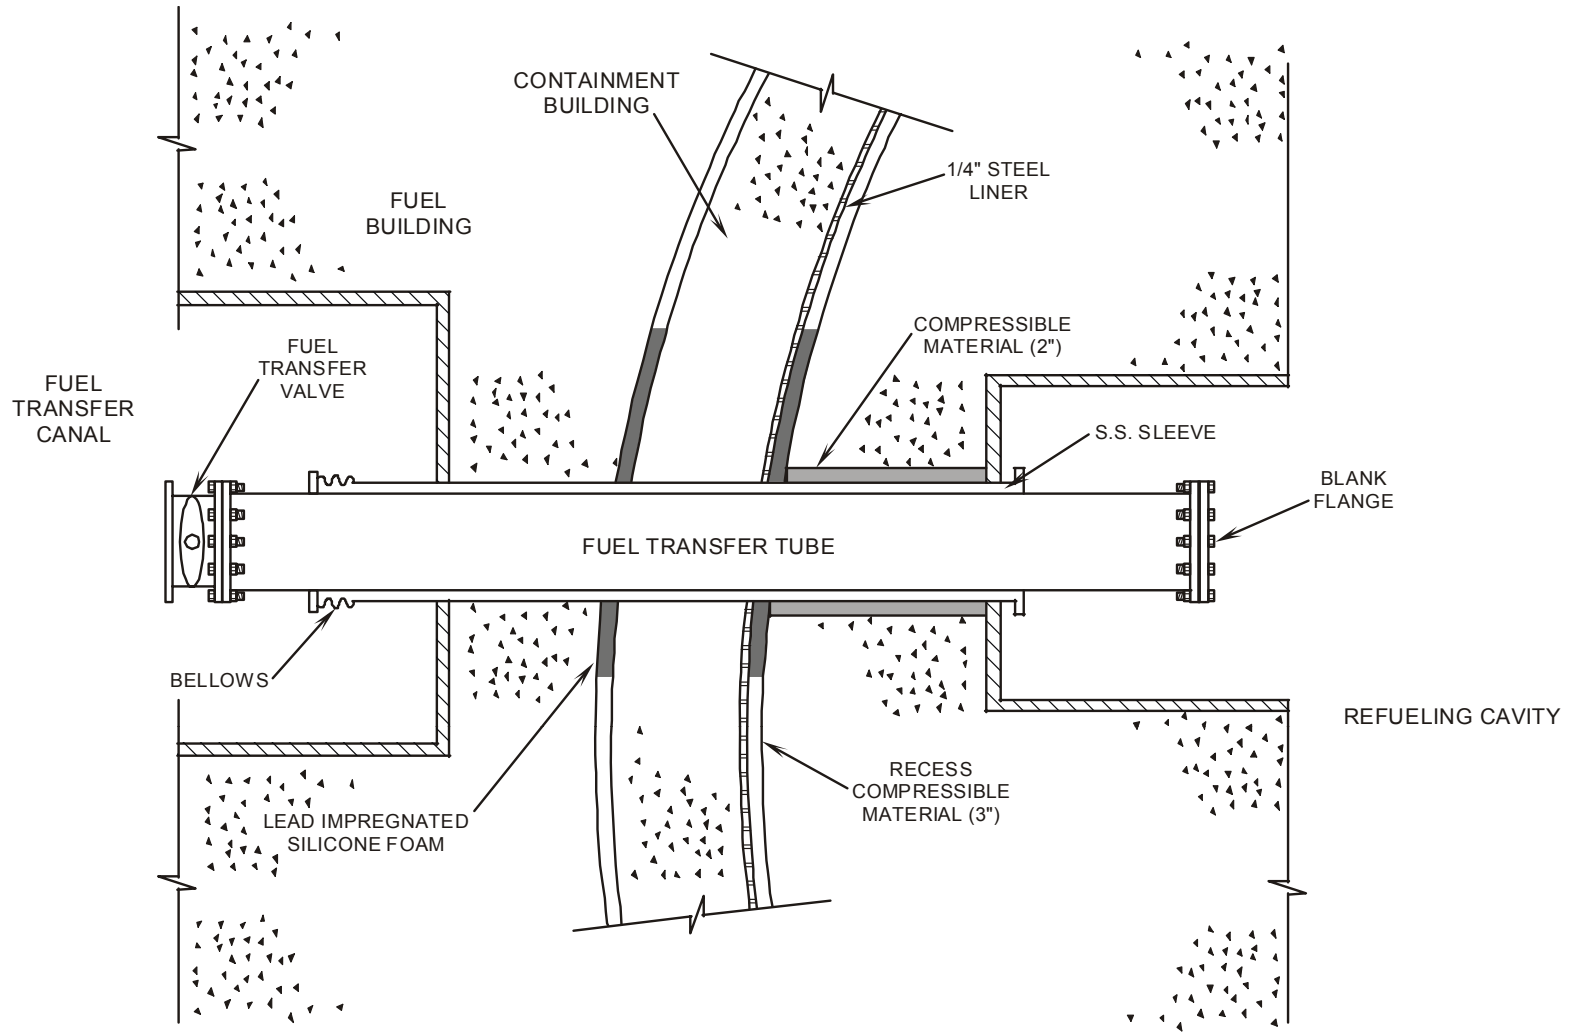 CONTAINMENT
BUILDING
1/4" STEEL
LINER
FUEL
BUILDING
COMPRESSIBLE
MATERIAL (2")
FUEL
TRANSFER
VALVE
FUEL
TRANSFER
CANAL
S.S. SLEEVE
BLANK
FLANGE
FUEL TRANSFER TUBE
BELLOWS
REFUELING CAVITY
RECESS
COMPRESSIBLE
MATERIAL (3")
LEAD IMPREGNATED
SILICONE FOAM